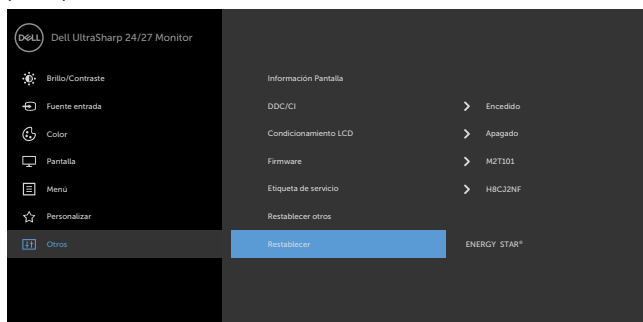 DELL Dell UltraSharp 24/27 Monitor
Brillo/Contraste
Fuente entrada
Color
Pantalla
Menú
Personalizar
Otros
Información Pantalla
DDC/CI Encedido
Condicionamiento LCD Apagado
Firmware M2T101
Etiqueta de servicio H8CJ2NF
Restablecer otros
Restablecer ENERGY STAR®